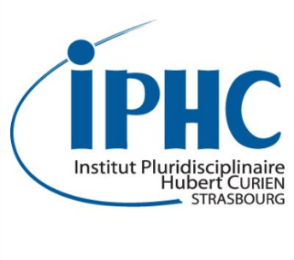 iPHC
Institut Pluridisciplinaire
Hubert CURIEN
STRASBOURG